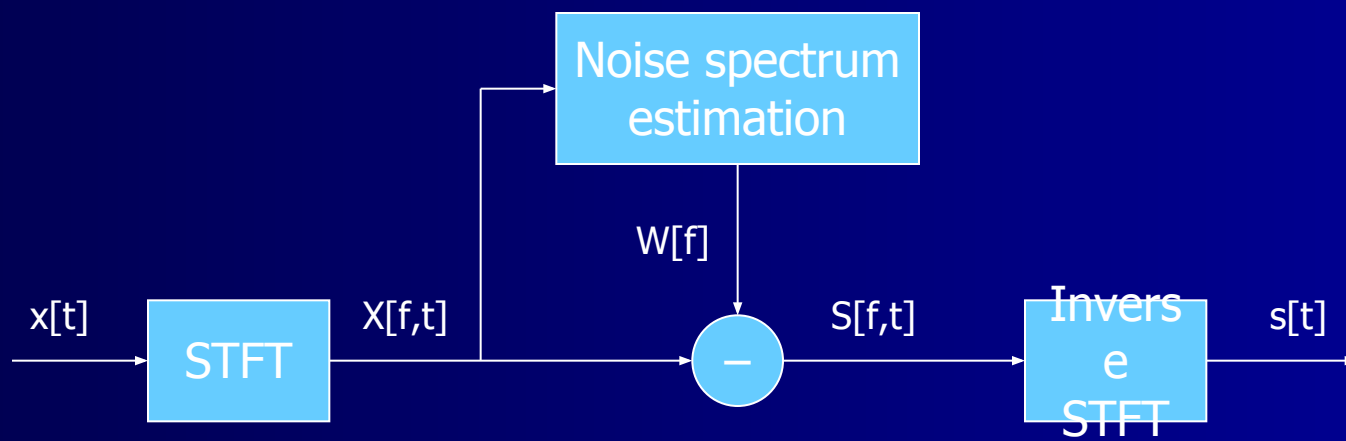 Noise spectrum
estimation
W[f]
x[t]
STFT
X[f,t]
–
S[f,t]
Invers
e
STFT
s[t]